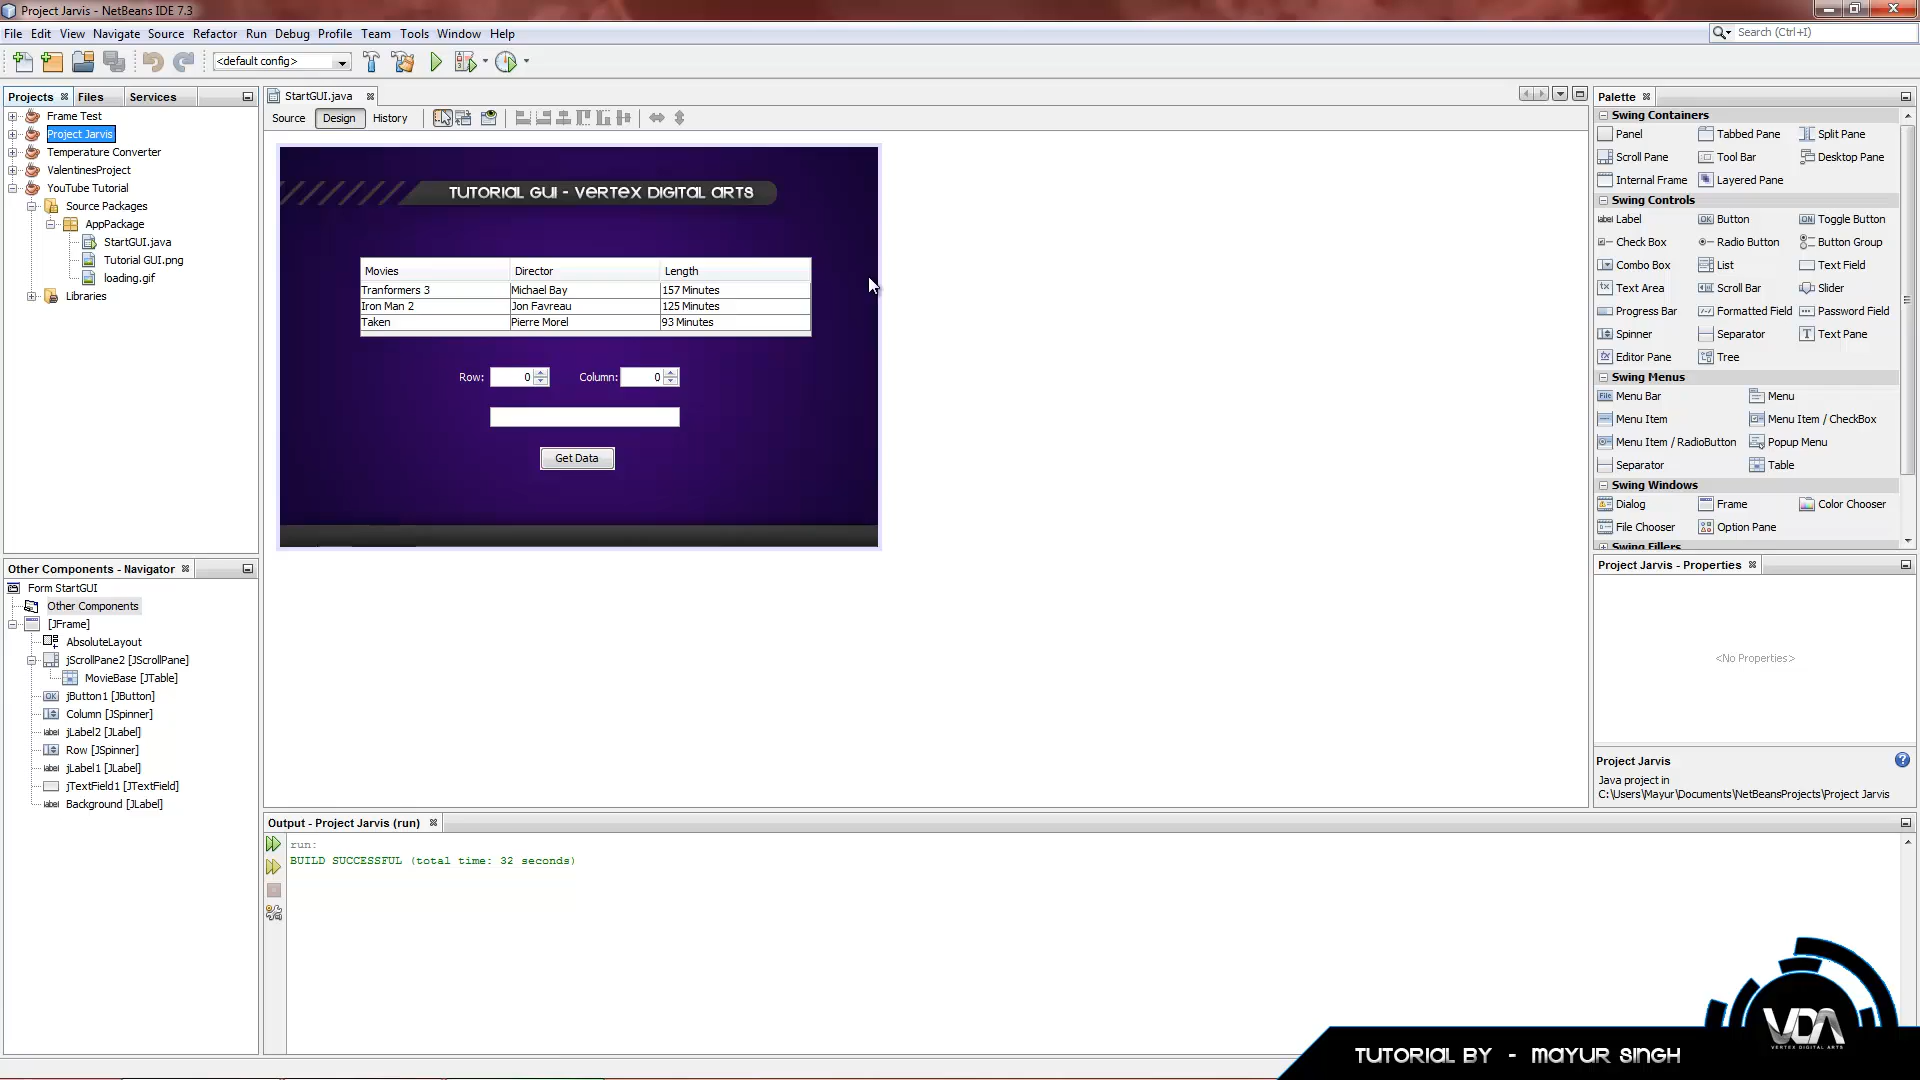 Project Jarvis - NetBeans IDE 7.3
File Edit View Navigate Source Refactor Run Debug Profile Team Tools Window Help
Search (Ctrl+I)
<default config>
Projects Files Services
Frame Test
Project Jarvis
Temperature Converter
ValentinesProject
YouTube Tutorial
Source Packages
AppPackage
StartGUI.java
Tutorial GUI.png
loading.gif
Libraries
Other Components - Navigator
Form StartGUI
Other Components
[JFrame]
AbsoluteLayout
jScrollPane2 [JScrollPane]
MovieBase [JTable]
jButton1 [JButton]
Column [JSpinner]
jLabel2 [JLabel]
Row [JSpinner]
jLabel1 [JLabel]
jTextField1 [JTextField]
Background [JLabel]
StartGUI.java
Source Design History
TUTORIAL GUI - VERTEX DIGITAL ARTS
Movies Director Length
Tranformers 3 Michael Bay 157 Minutes
Iron Man 2 Jon Favreau 125 Minutes
Taken Pierre Morel 93 Minutes
Row: 0 Column: 0
Get Data
Output - Project Jarvis (run)
run:
BUILD SUCCESSFUL (total time: 32 seconds)
Palette
Swing Containers
Panel Tabbed Pane Split Pane
Scroll Pane Tool Bar Desktop Pane
Internal Frame Layered Pane
Swing Controls
Label Button Toggle Button
Check Box Radio Button Button Group
Combo Box List Text Field
Text Area Scroll Bar Slider
Progress Bar Formatted Field Password Field
Spinner Separator Text Pane
Editor Pane Tree
Swing Menus
Menu Bar Menu
Menu Item Menu Item / CheckBox
Menu Item / RadioButton Popup Menu
Separator Table
Swing Windows
Dialog Frame Color Chooser
File Chooser Option Pane
Swing Fillers
Project Jarvis - Properties
<No Properties>
Project Jarvis
Java project in
C:\Users\Mayur\Documents\NetBeansProjects\Project Jarvis
VDA
VERTEX DIGITAL ARTS
TUTORIAL BY - MAYUR SINGH